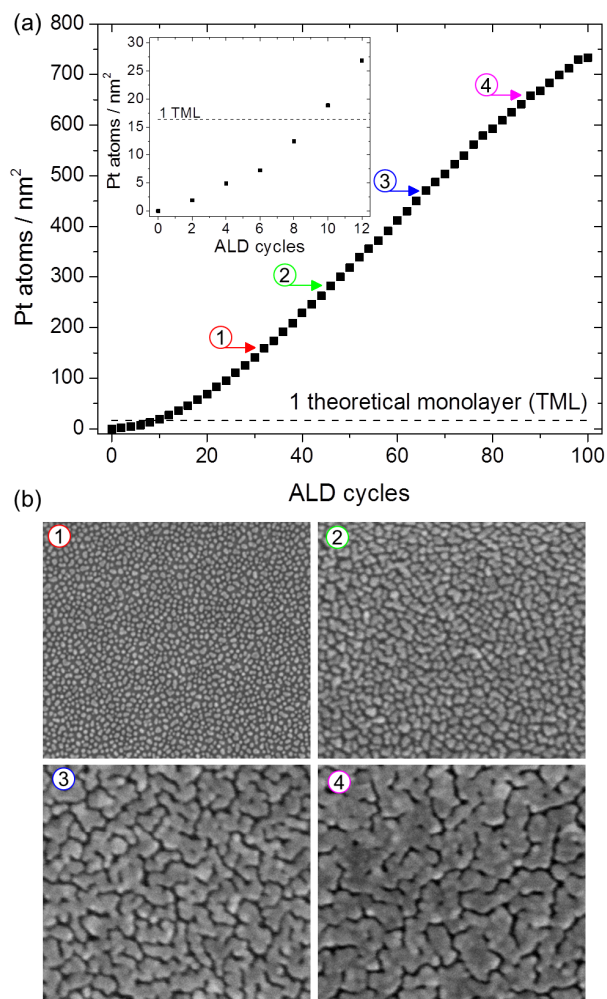 (a)
800
700
600
500
400
300
200
100
0
Pt atoms / nm²
0 20 40 60 80 100
ALD cycles
30
25
20
15
10
5
0
Pt atoms / nm²
1 TML
0 2 4 6 8 10 12
ALD cycles
4
3
2
1
1 theoretical monolayer (TML)
(b)
1 2
3 4